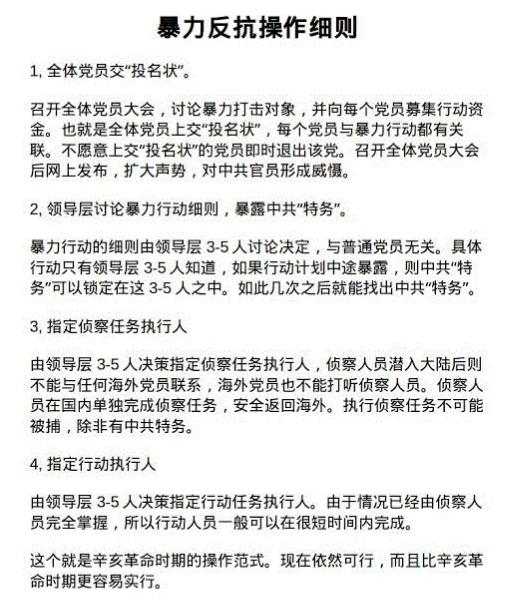 暴力反抗操作细则
1, 全体党员交“投名状”。
召开全体党员大会，讨论暴力打击对象，并向每个党员募集行动资
金。也就是全体党员上交“投名状”，每个党员与暴力行动都有关
联。不愿意上交“投名状”的党员即时退出该党。召开全体党员大会
后网上发布，扩大声势，对中共官员形成威慑。
2, 领导层讨论暴力行动细则，暴露中共“特务”。
暴力行动的细则由领导层 3-5 人讨论决定，与普通党员无关。具体
行动只有领导层 3-5 人知道，如果行动计划中途暴露，则中共“特
务”可以锁定在这 3-5 人之中。如此几次之后就能找出中共“特务”。
3, 指定侦察任务执行人
由领导层 3-5 人决策指定侦察任务执行人，侦察人员潜入大陆后则
不能与任何海外党员联系，海外党员也不能打听侦察人员。侦察人
员在国内单独完成侦察任务，安全返回海外。执行侦察任务不可能
被捕，除非有中共特务。
4, 指定行动执行人
由领导层 3-5 人决策指定行动任务执行人。由于情况已经由侦察人
员完全掌握，所以行动人员一般可以在很短时间内完成。
这个就是辛亥革命时期的操作范式。现在依然可行，而且比辛亥革
命时期更容易实行。